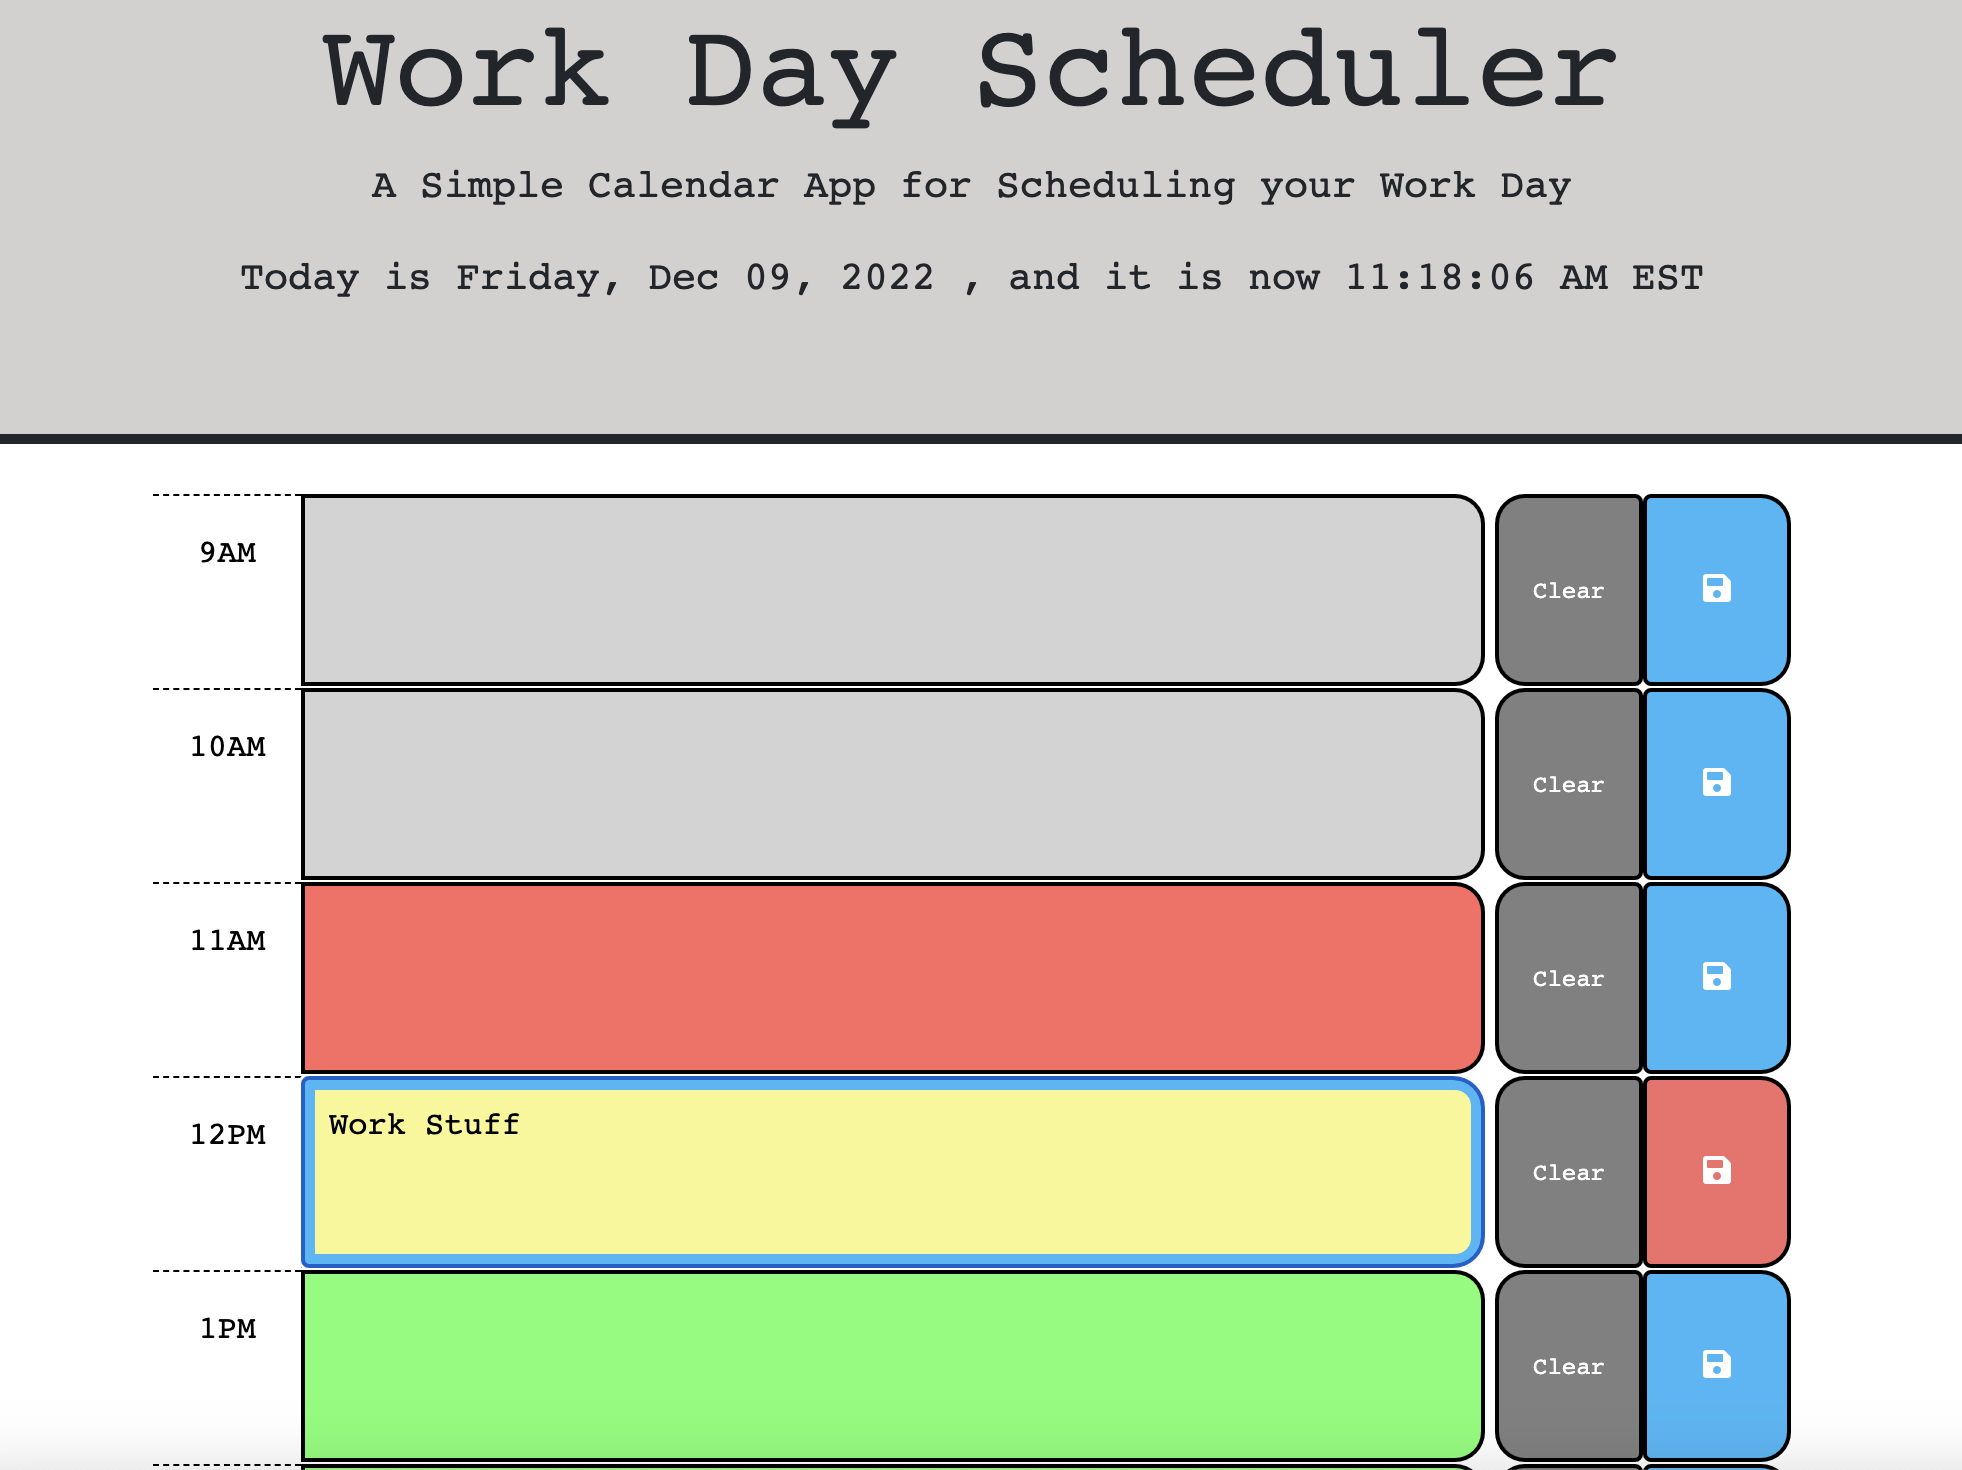 Work Day Scheduler
A Simple Calendar App for Scheduling your Work Day
Today is Friday, Dec 09, 2022 , and it is now 11:18:06 AM EST
9AM
Clear
10AM
Clear
11AM
Clear
12PM
Work Stuff
Clear
1PM
Clear